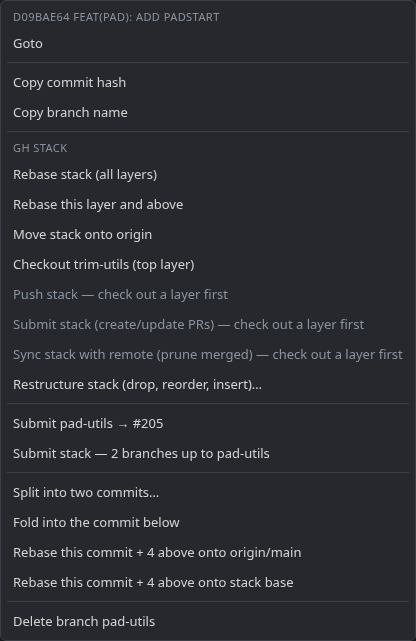 D09BAE64 FEAT(PAD): ADD PADSTART
Goto
Copy commit hash
Copy branch name
GH STACK
Rebase stack (all layers)
Rebase this layer and above
Move stack onto origin
Checkout trim-utils (top layer)
Push stack — check out a layer first
Submit stack (create/update PRs) — check out a layer first
Sync stack with remote (prune merged) — check out a layer first
Restructure stack (drop, reorder, insert)...
Submit pad-utils → #205
Submit stack — 2 branches up to pad-utils
Split into two commits...
Fold into the commit below
Rebase this commit + 4 above onto origin/main
Rebase this commit + 4 above onto stack base
Delete branch pad-utils